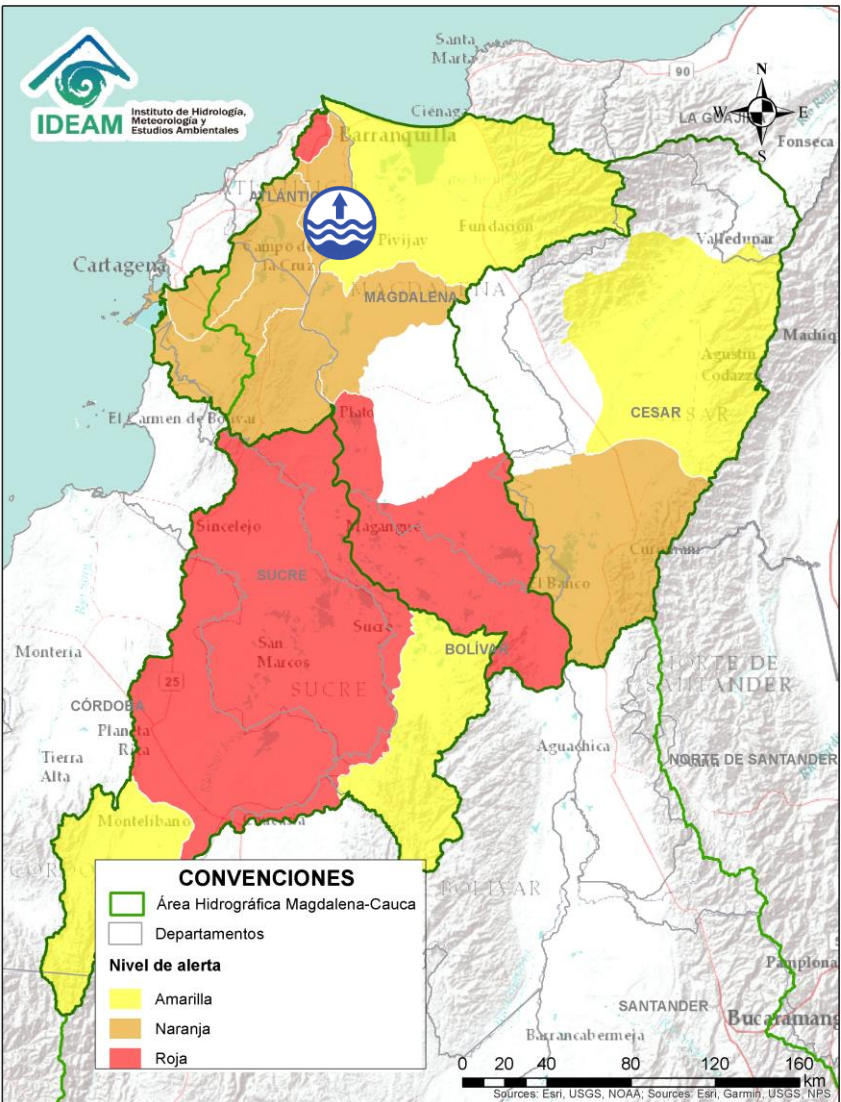 IDEAM
Instituto de Hidrología,
Meteorología y
Estudios Ambientales
Santa
Marta
90
N
W
E
S
LA GUAJIRA
Fonseca
Ciénaga
Barranquilla
ATLÁNTICO
Valledupar
Fundación
Pivijay
Campo de
la Cruz
Cartagena
MAGDALENA
MAGDALENA
Agustín
Codazzi
CESAR
El Carmen de Bolívar
Plato
Sincelejo
Magangué
SUCRE
Curumaní
El Banco
Sucre
San
Marcos
SUCRE
BOLÍVAR
Montería
25
CÓRDOBA
Planeta
Rica
Tierra
Alta
NORTE DE
SANTANDER
Aguachica
NORTE DE SANTANDER
Montelíbano
BOLÍVAR
CONVENCIONES
Área Hidrográfica Magdalena-Cauca
Departamentos
Nivel de alerta
Amarilla
Naranja
Roja
Pamplona
SANTANDER
Bucaramang
Barrancabermeja
0 20 40 80 120 160
km
Sources: Esri, USGS, NOAA; Sources: Esri, Garmin, USGS, NPS